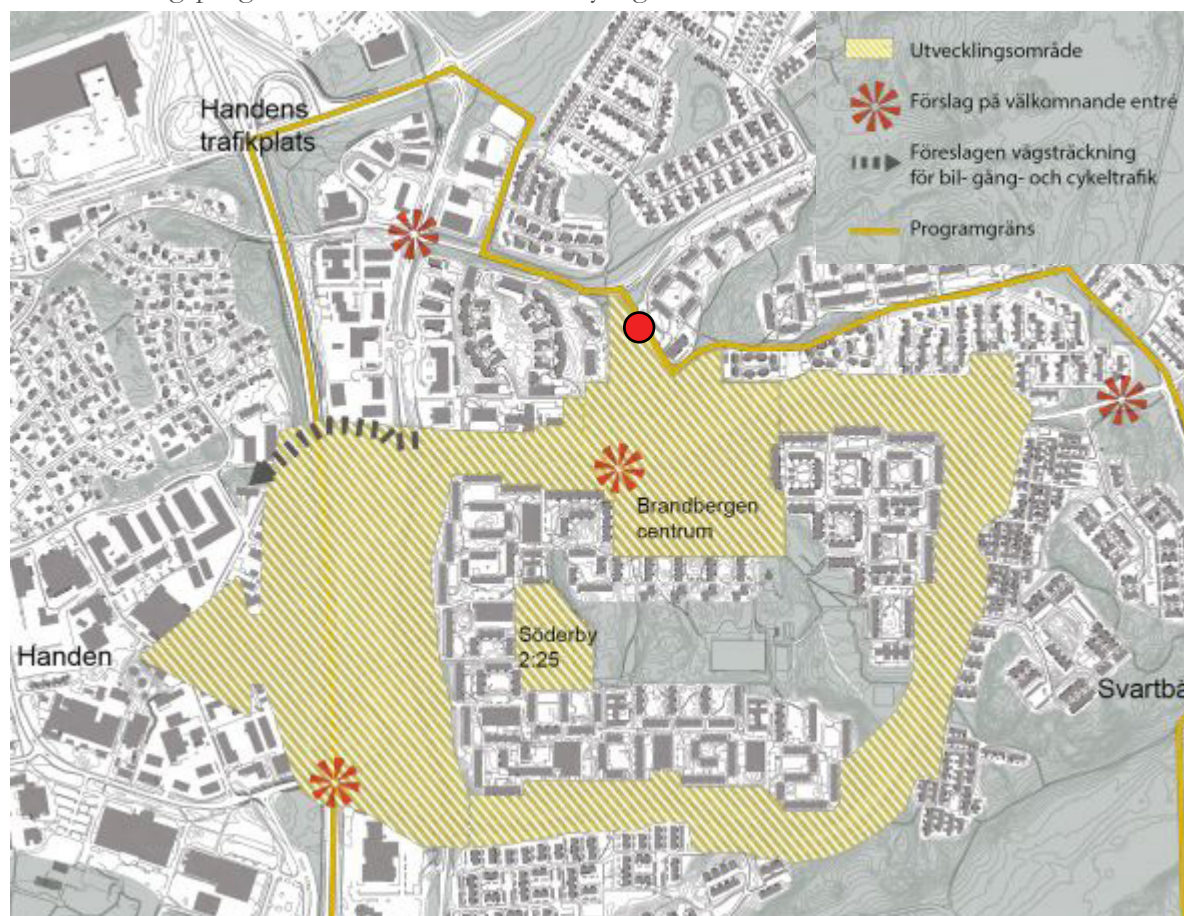 Utvecklingsområde
Förslag på välkomnande entré
Föreslagen vägsträckning
för bil- gång- och cykeltrafik
Programgräns
Handens
trafikplats
Brandbergen
centrum
Söderby
2:25
Handen